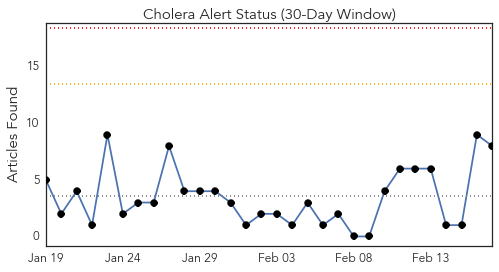 Cholera Alert Status (30-Day Window)
Articles Found
15
10
5
0
Jan 19 Jan 24 Jan 29 Feb 03 Feb 08 Feb 13